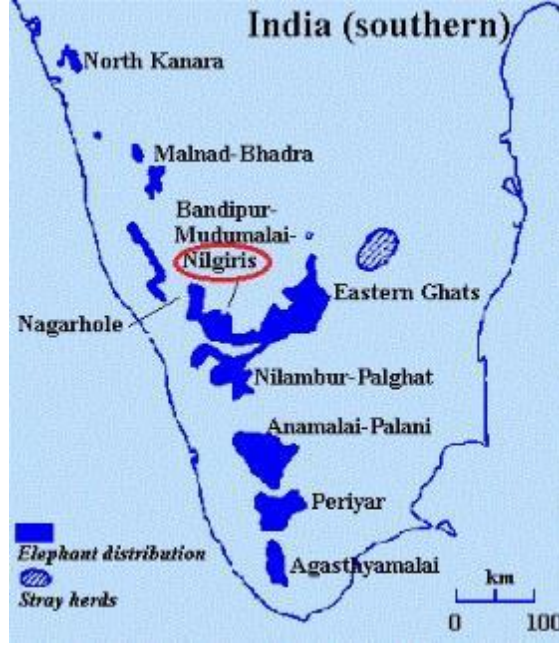 India (southern)
North Kanara
Malnad-Bhadra
Bandipur-
Mudumalai-
Nilgiris
Eastern Ghats
Nagarhole
Nilambur-Palghat
Anamalai-Palani
Periyar
Elephant distribution
Agasthyamalai
Stray herds
km
0 100